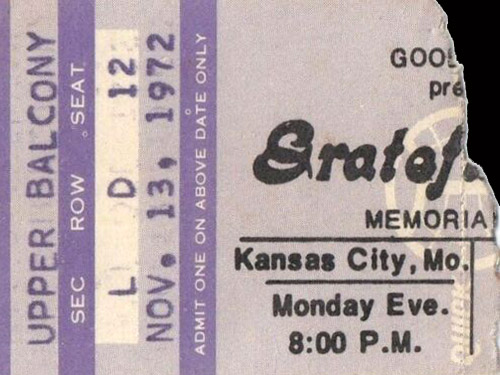 UPPER BALCONY
SEC ROW SEAT
L D 12
NOV. 13, 1972
ADMIT ONE ON ABOVE DATE ONLY
GOO
pre
Gratef
MEMORIA
Kansas City, Mo.
Monday Eve.
8:00 P.M.